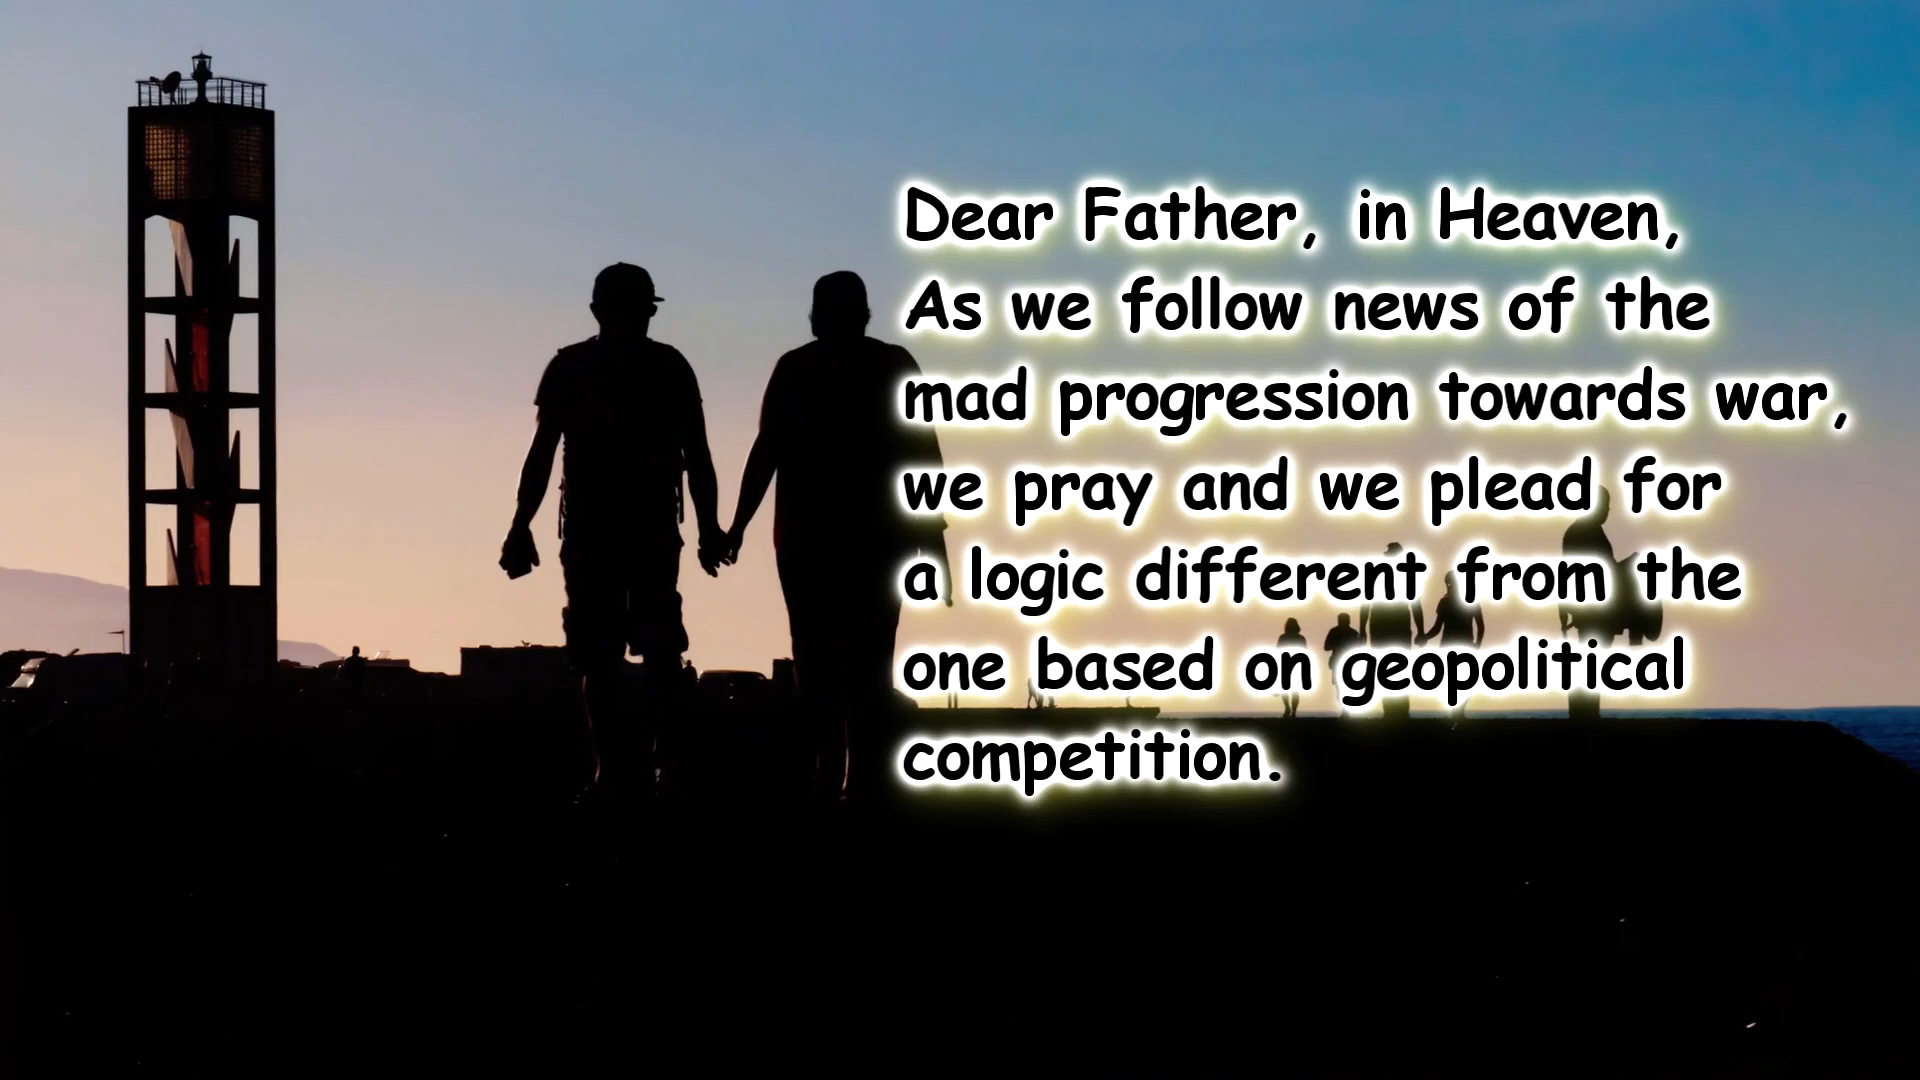 Dear Father, in Heaven,
As we follow news of the
mad progression towards war,
we pray and we plead for
a logic different from the
one based on geopolitical
competition.